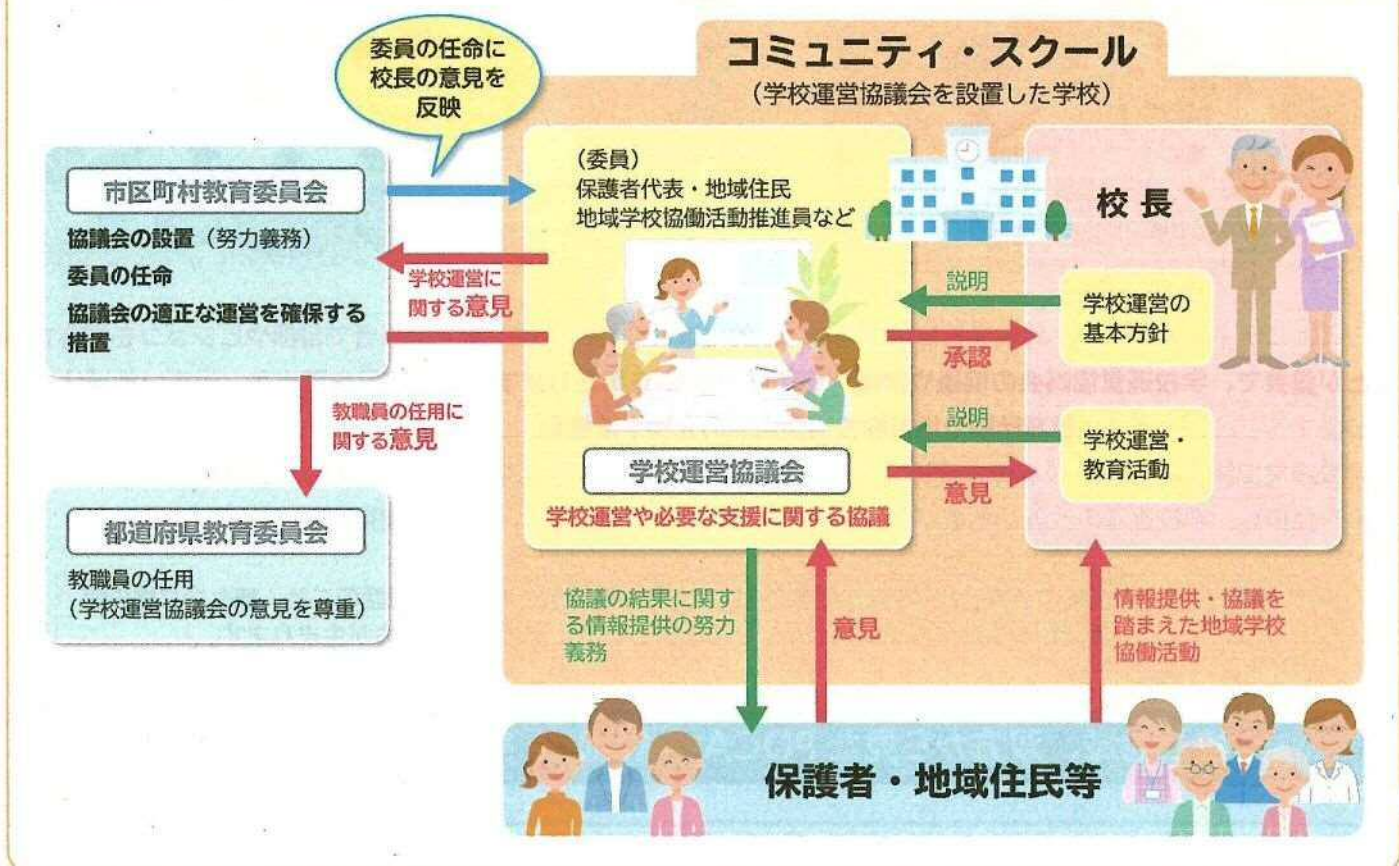 委員の任命に
校長の意見を
反映
コミュニティ・スクール
（学校運営協議会を設置した学校）
市区町村教育委員会
協議会の設置（努力義務）
委員の任命
協議会の適正な運営を確保する
措置
学校運営に
関する意見
（委員）
保護者代表・地域住民
地域学校協働活動推進員など
校長
説明
学校運営の
基本方針
承認
説明
学校運営・
教育活動
意見
学校運営協議会
学校運営や必要な支援に関する協議
教職員の任用に
関する意見
都道府県教育委員会
教職員の任用
（学校運営協議会の意見を尊重）
協議の結果に関す
る情報提供の努力
義務
意見
情報提供・協議を
踏まえた地域学校
協働活動
保護者・地域住民等